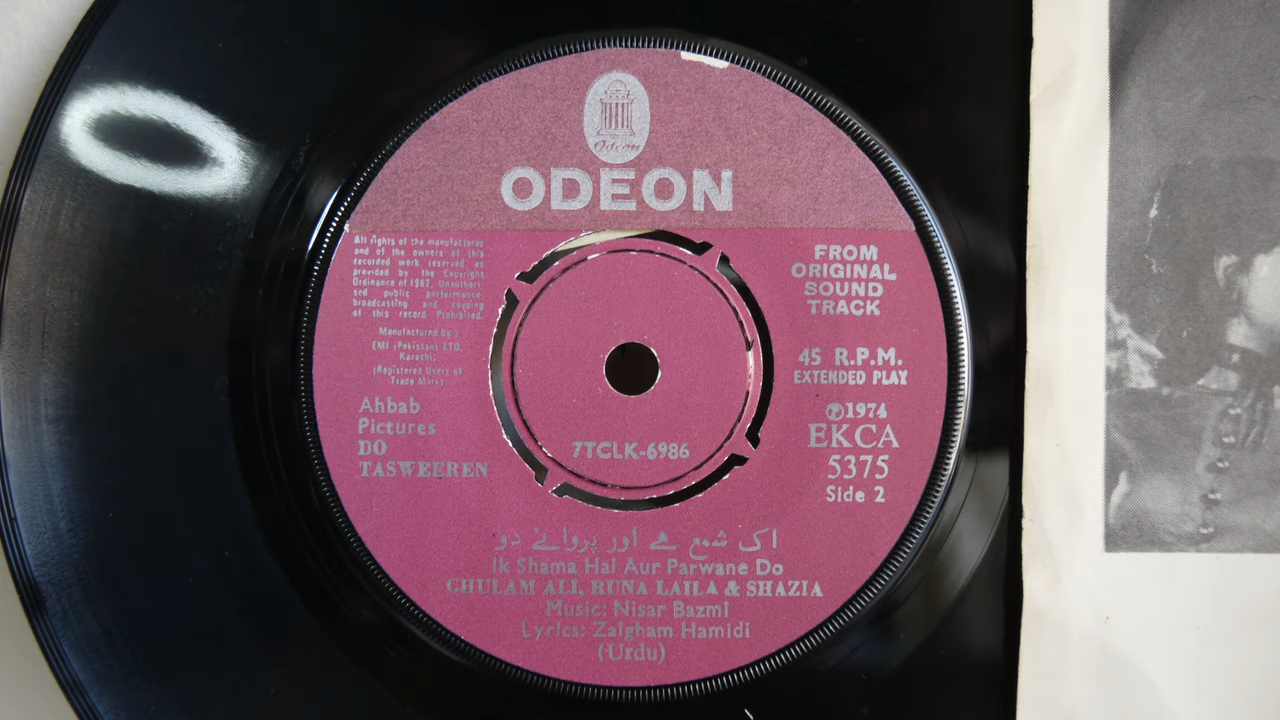 Odeon
ODEON
All rights of the manufacturer
and of the owners of this
recorded work reserved as
provided by the Copyright
Ordinance of 1962, Unauthori-
sed public performance,
broadcasting and copying
of this record Prohibited.
Manufactured by :
EMI (Pakistan) LTD.
Karachi.
(Registered Users of
Trade Mark)
Ahbab
Pictures
DO
TASWEEREN
FROM
ORIGINAL
SOUND
TRACK
45 R.P.M.
EXTENDED PLAY
Ⓟ1974
EKCA
5375
Side 2
7TCLK-6986
اک شمع ھے اور پروانے دو
Ik Shama Hai Aur Parwane Do
GHULAM ALI, RUNA LAILA & SHAZIA
Music: Nisar Bazmi
Lyrics: Zaigham Hamidi
(Urdu)